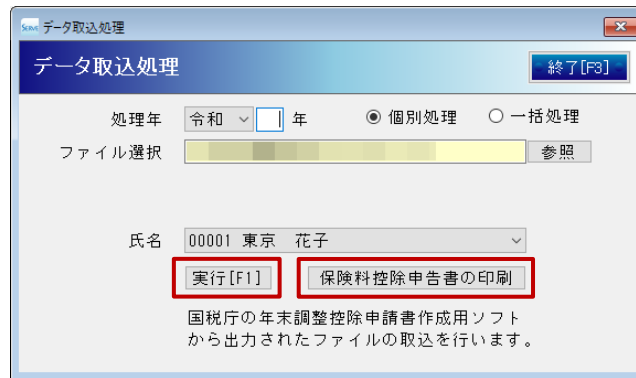 Serve データ取込処理
データ取込処理
終了[F3]
処理年 令和 年 個別処理 一括処理
ファイル選択 参照
氏名 00001 東京 花子
実行[F1] 保険料控除申告書の印刷
国税庁の年末調整控除申請書作成用ソフト
から出力されたファイルの取込を行います。